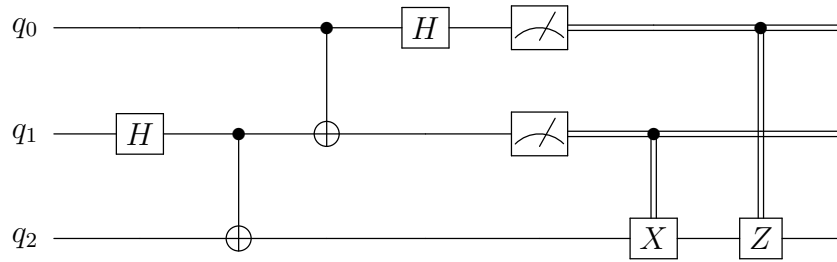 q₀ H
q₁ H
q₂ X Z